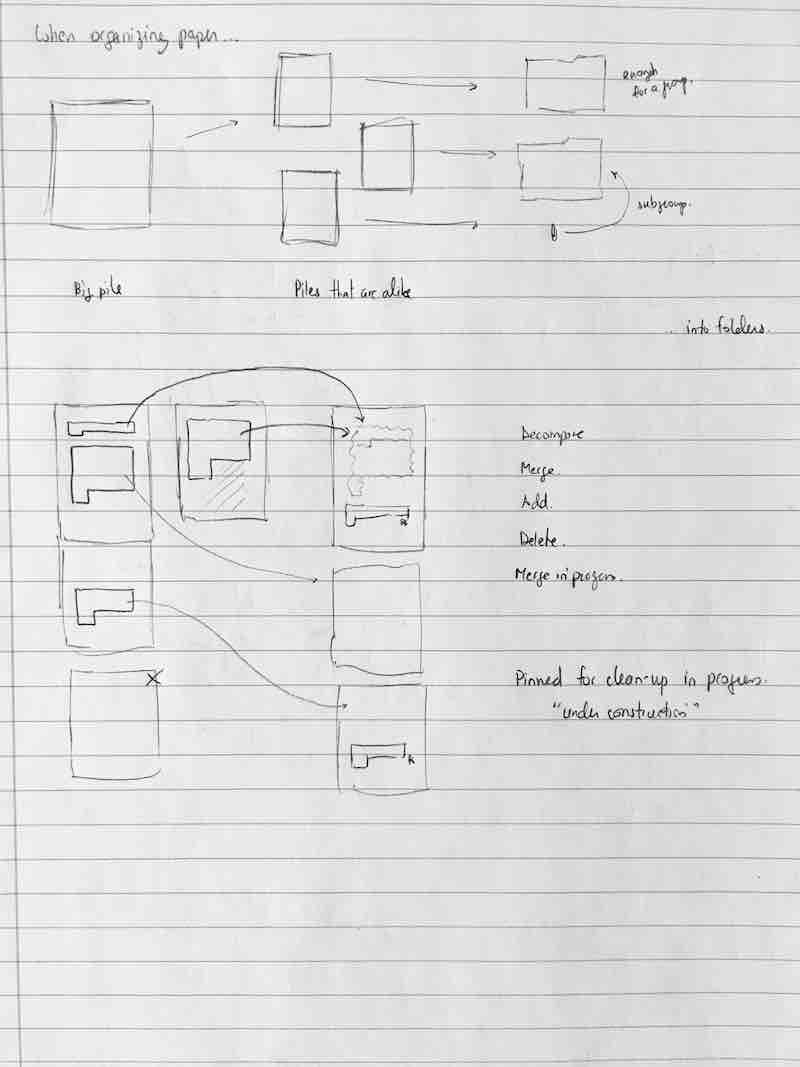 When organizing paper...
enough
for a group.
subgroup.
Big pile
Piles that are alike
... into folders.
Decompose
Merge.
Add.
Delete.
Merge in progress.
Pinned for clean-up in progress.
"under construction"